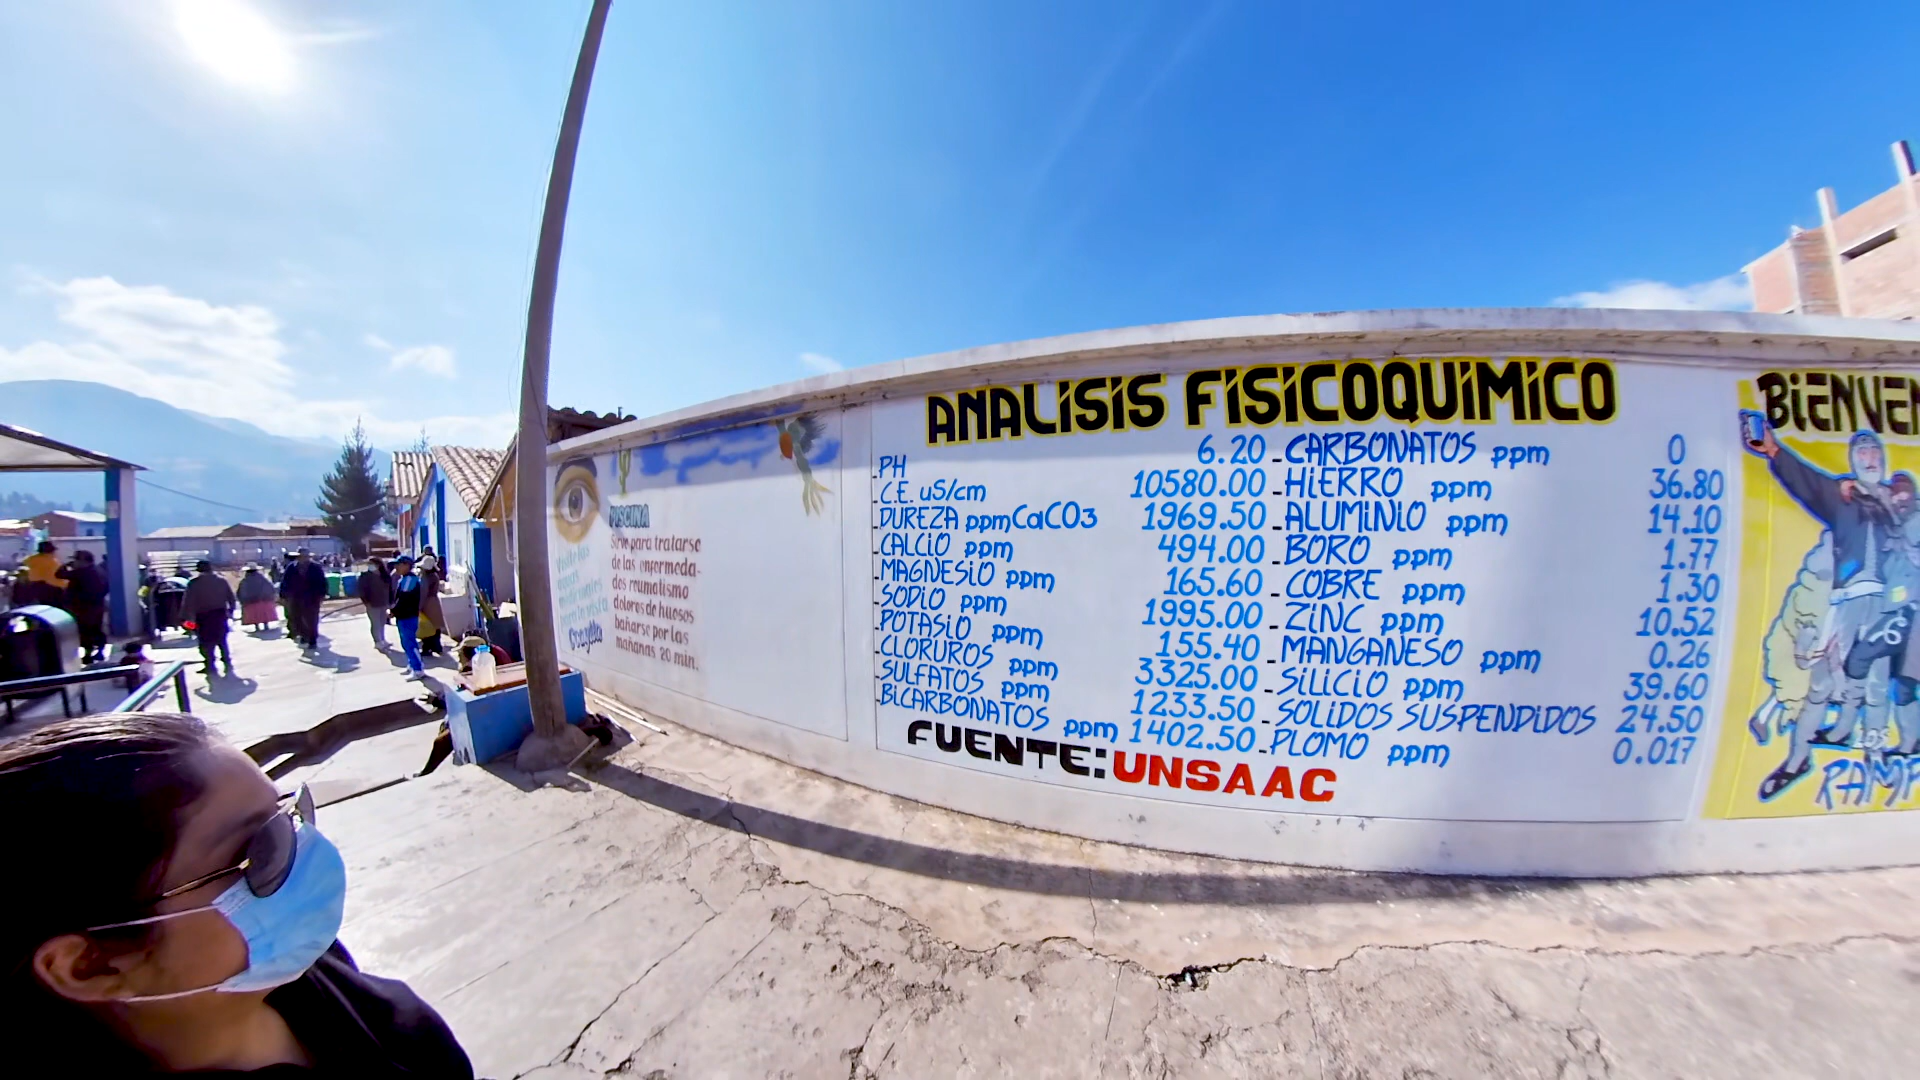 ANALISIS FISICOQUIMICO
-PH 6.20
-C.E. uS/cm 10580.00
-DUREZA ppm CaCO3 1969.50
-CALCIO ppm 494.00
-MAGNESIO ppm 165.60
-SODIO ppm 1995.00
-POTASIO ppm 155.40
-CLORUROS ppm 3325.00
-SULFATOS ppm 1233.50
-BICARBONATOS ppm 1402.50
-CARBONATOS ppm 0
-HIERRO ppm 36.80
-ALUMINIO ppm 14.10
-BORO ppm 1.77
-COBRE ppm 1.30
-ZINC ppm 10.52
-MANGANESO ppm 0.26
-SILICIO ppm 39.60
-SOLIDOS SUSPENDIDOS 24.50
-PLOMO ppm 0.017
FUENTE: UNSAAC
PISCINA
Sirve para tratarse
de las enfermeda-
des reumatismo
dolores de huesos
bañarse por las
mañanas 20 min.
BIENVEN
LOS
RAMP